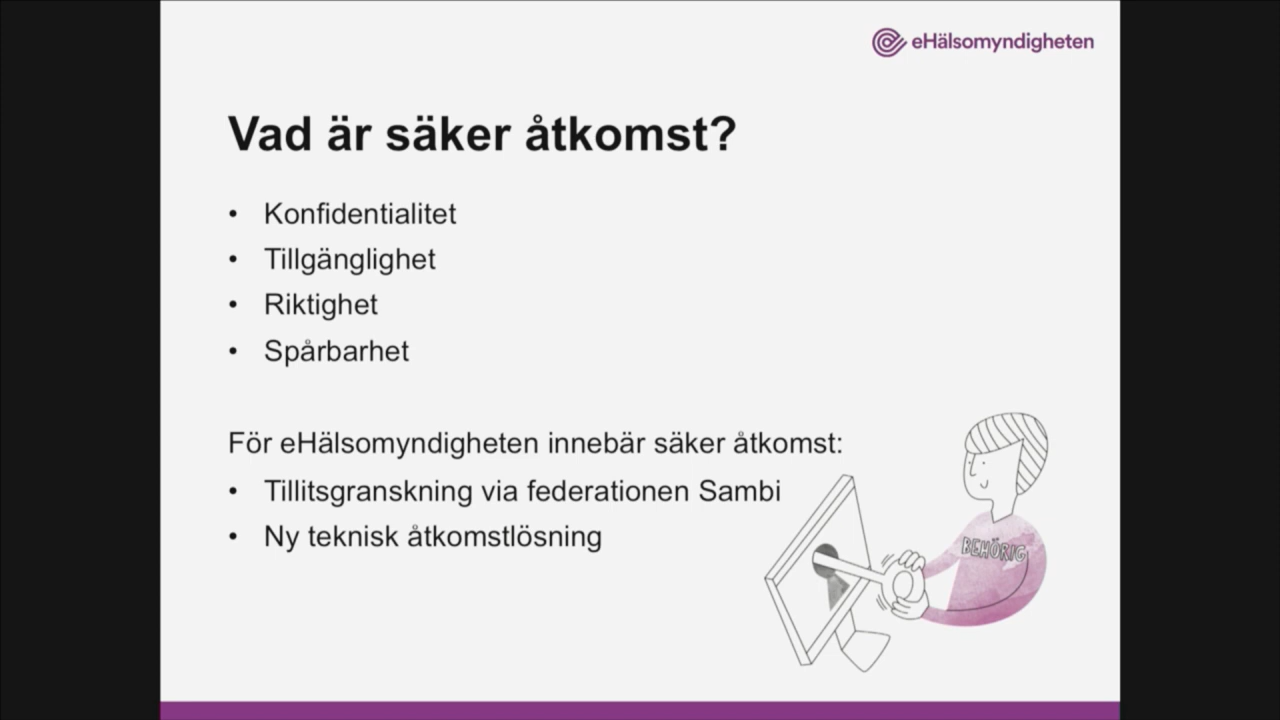 eHälsomyndigheten
Vad är säker åtkomst?
• Konfidentialitet
• Tillgänglighet
• Riktighet
• Spårbarhet
För eHälsomyndigheten innebär säker åtkomst:
• Tillitsgranskning via federationen Sambi
• Ny teknisk åtkomstlösning
BEHÖRIG